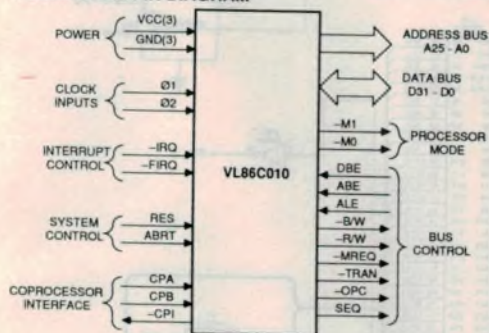 POWER
VCC(3)
GND(3)
CLOCK
INPUTS
Ø1
Ø2
INTERRUPT
CONTROL
–IRQ
–FIRQ
SYSTEM
CONTROL
RES
ABRT
COPROCESSOR
INTERFACE
CPA
CPB
–CPI
VL86C010
ADDRESS BUS
A25 - A0
DATA BUS
D31 - D0
–M1
–M0
PROCESSOR
MODE
DBE
ABE
ALE
–B/W
–R/W
–MREQ
–TRAN
–OPC
SEQ
BUS
CONTROL